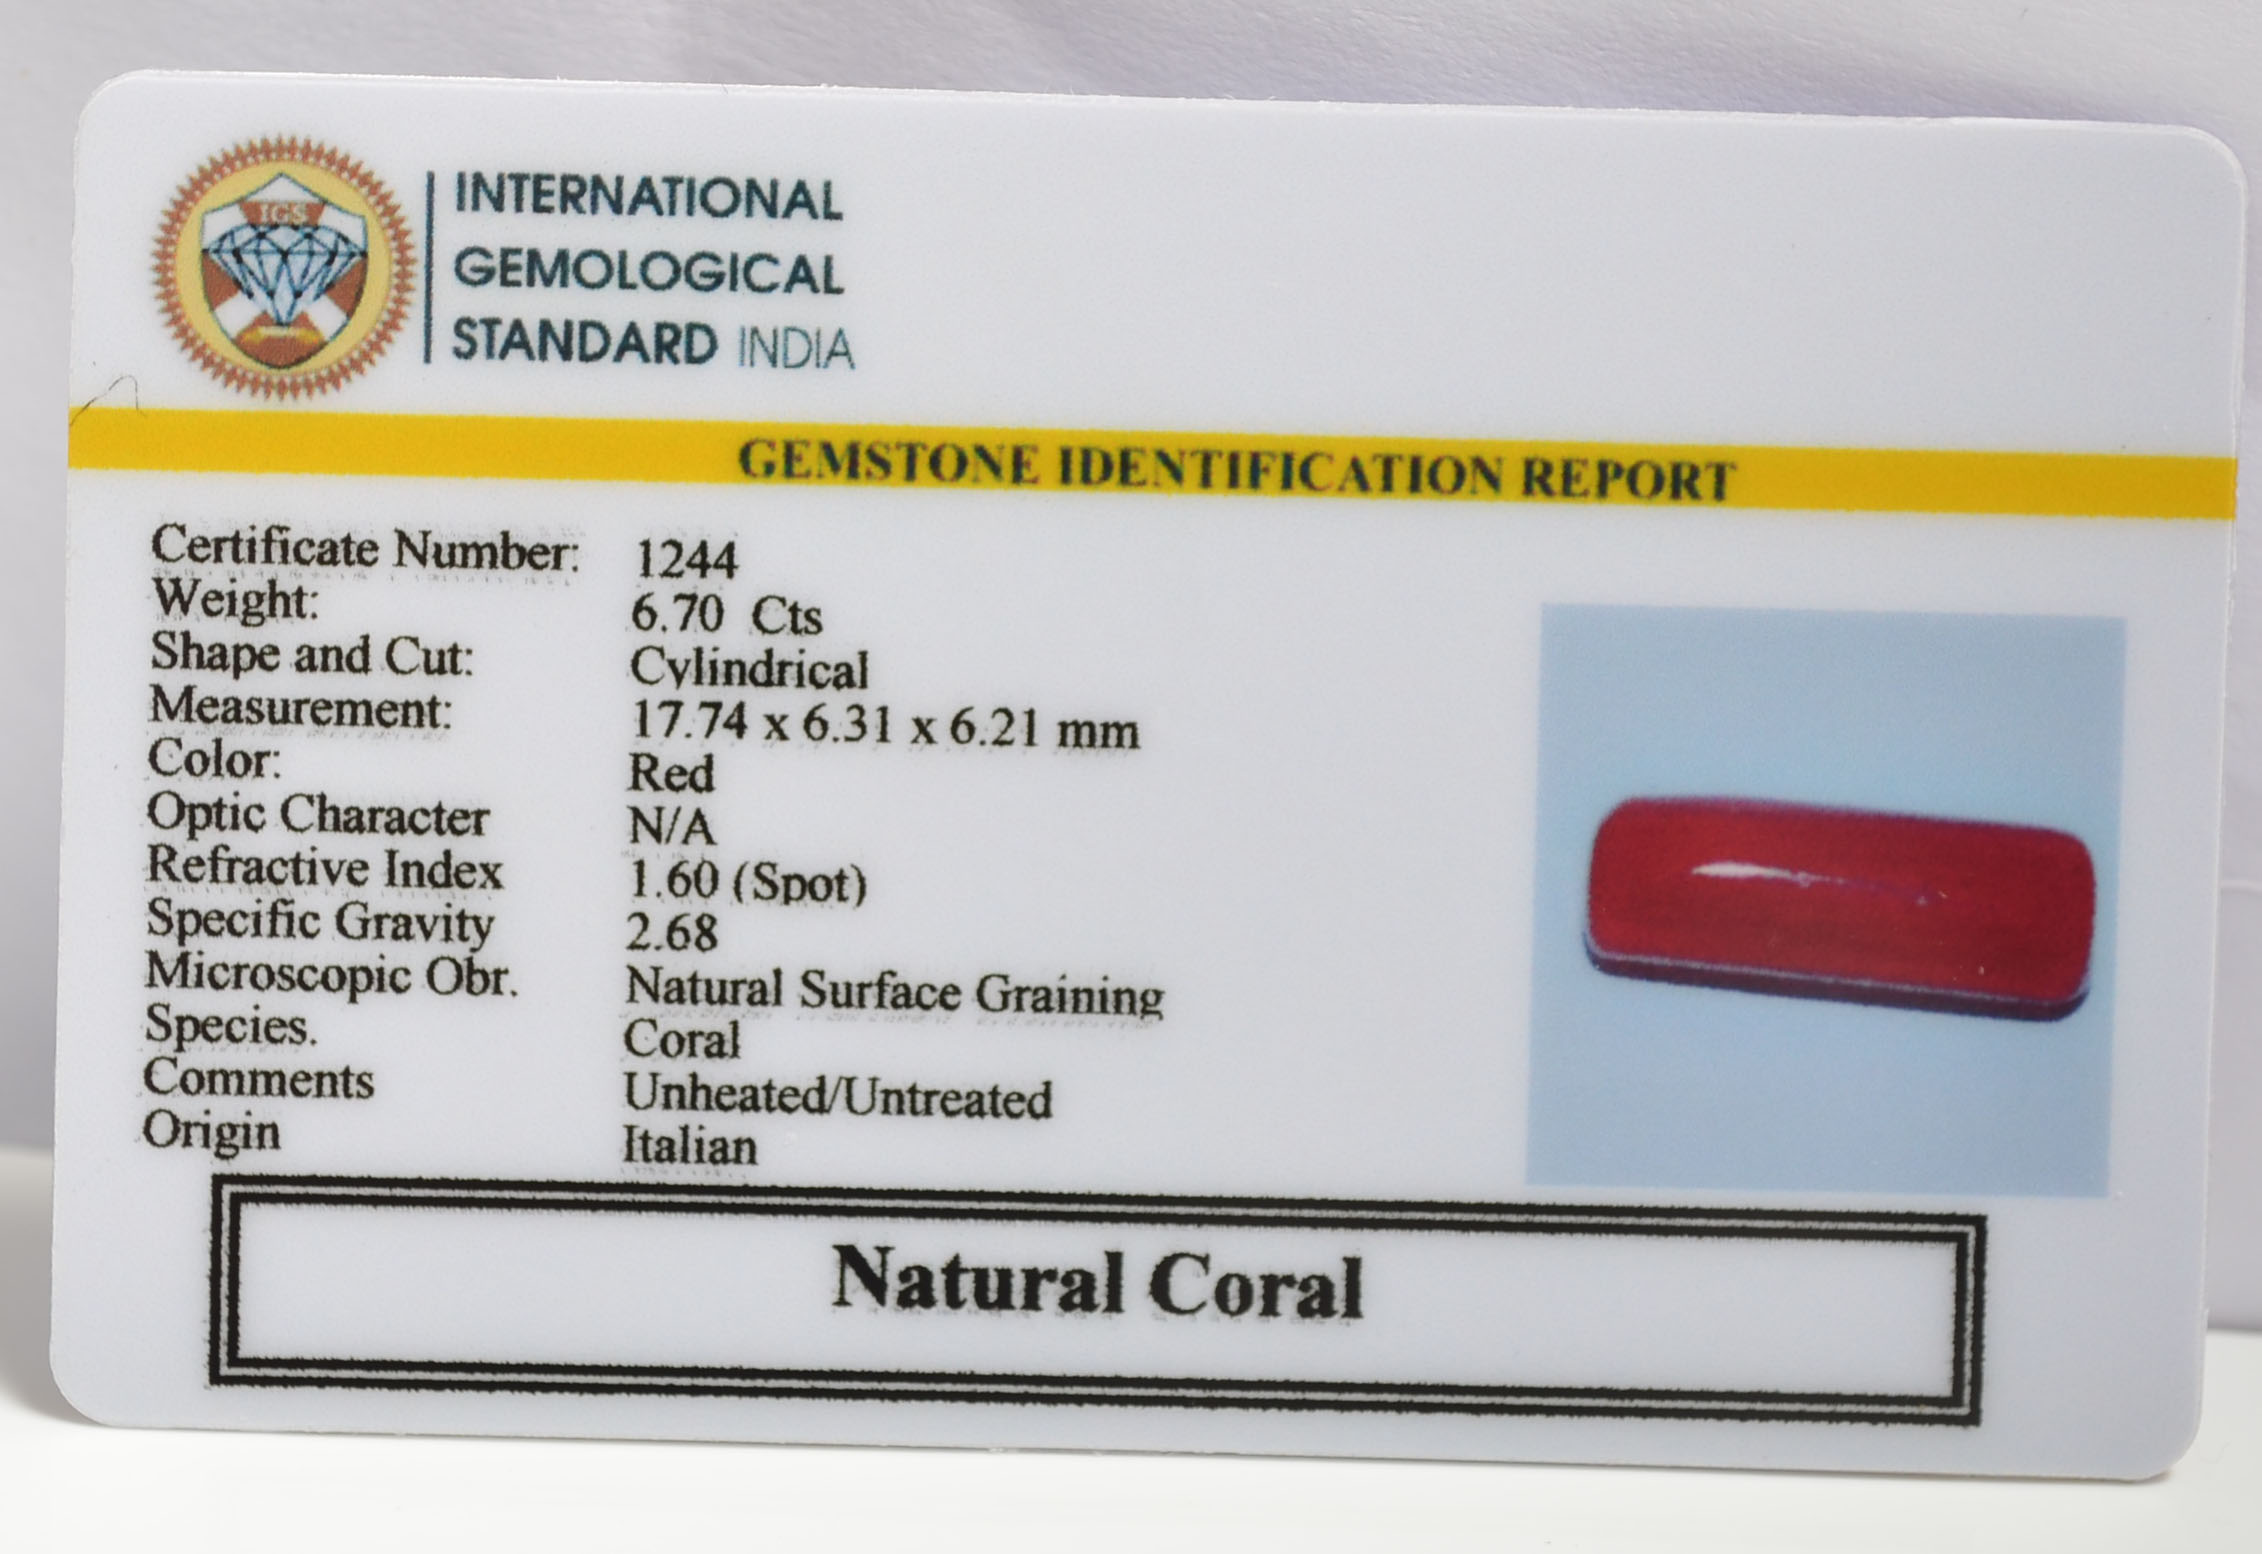 IGS
INTERNATIONAL
GEMOLOGICAL
STANDARD INDIA
GEMSTONE IDENTIFICATION REPORT
Certificate Number: 1244
Weight: 6.70 Cts
Shape and Cut: Cylindrical
Measurement: 17.74 x 6.31 x 6.21 mm
Color: Red
Optic Character N/A
Refractive Index 1.60 (Spot)
Specific Gravity 2.68
Microscopic Obr. Natural Surface Graining
Species. Coral
Comments Unheated/Untreated
Origin Italian
Natural Coral